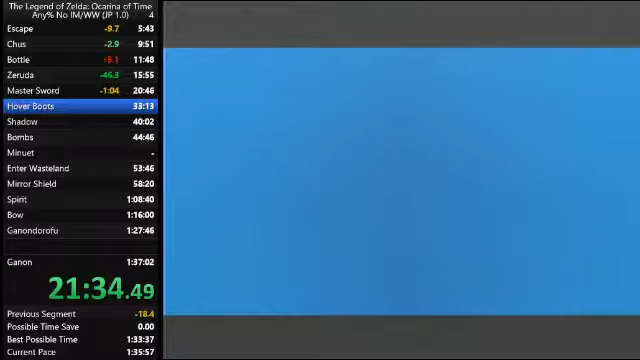 The Legend of Zelda: Ocarina of Time
Any% No IM/WW (JP 1.0) 4
Escape -9.7 5:43
Chus -2.9 9:51
Bottle +5.1 11:48
Zeruda -46.3 15:55
Master Sword -1:04 20:46
Hover Boots 33:13
Shadow 40:02
Bombs 44:46
Minuet -
Enter Wasteland 53:46
Mirror Shield 58:20
Spirit 1:08:40
Bow 1:16:00
Ganondorofu 1:27:46
Ganon 1:37:02
21:34.49
Previous Segment -18.4
Possible Time Save 0.00
Best Possible Time 1:33:37
Current Pace 1:35:57